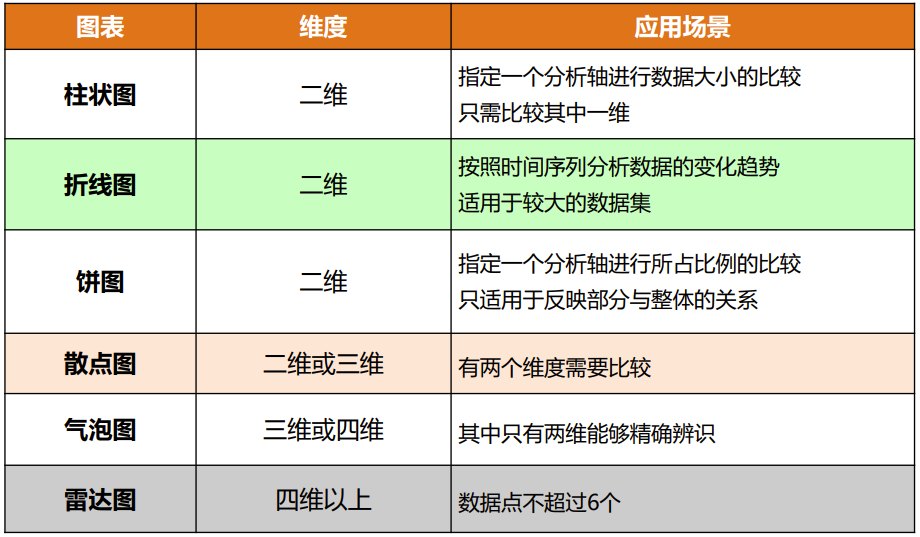 图表 维度 应用场景
柱状图 二维 指定一个分析轴进行数据大小的比较
只需比较其中一维
折线图 二维 按照时间序列分析数据的变化趋势
适用于较大的数据集
饼图 二维 指定一个分析轴进行所占比例的比较
只适用于反映部分与整体的关系
散点图 二维或三维 有两个维度需要比较
气泡图 三维或四维 其中只有两维能够精确辨识
雷达图 四维以上 数据点不超过6个